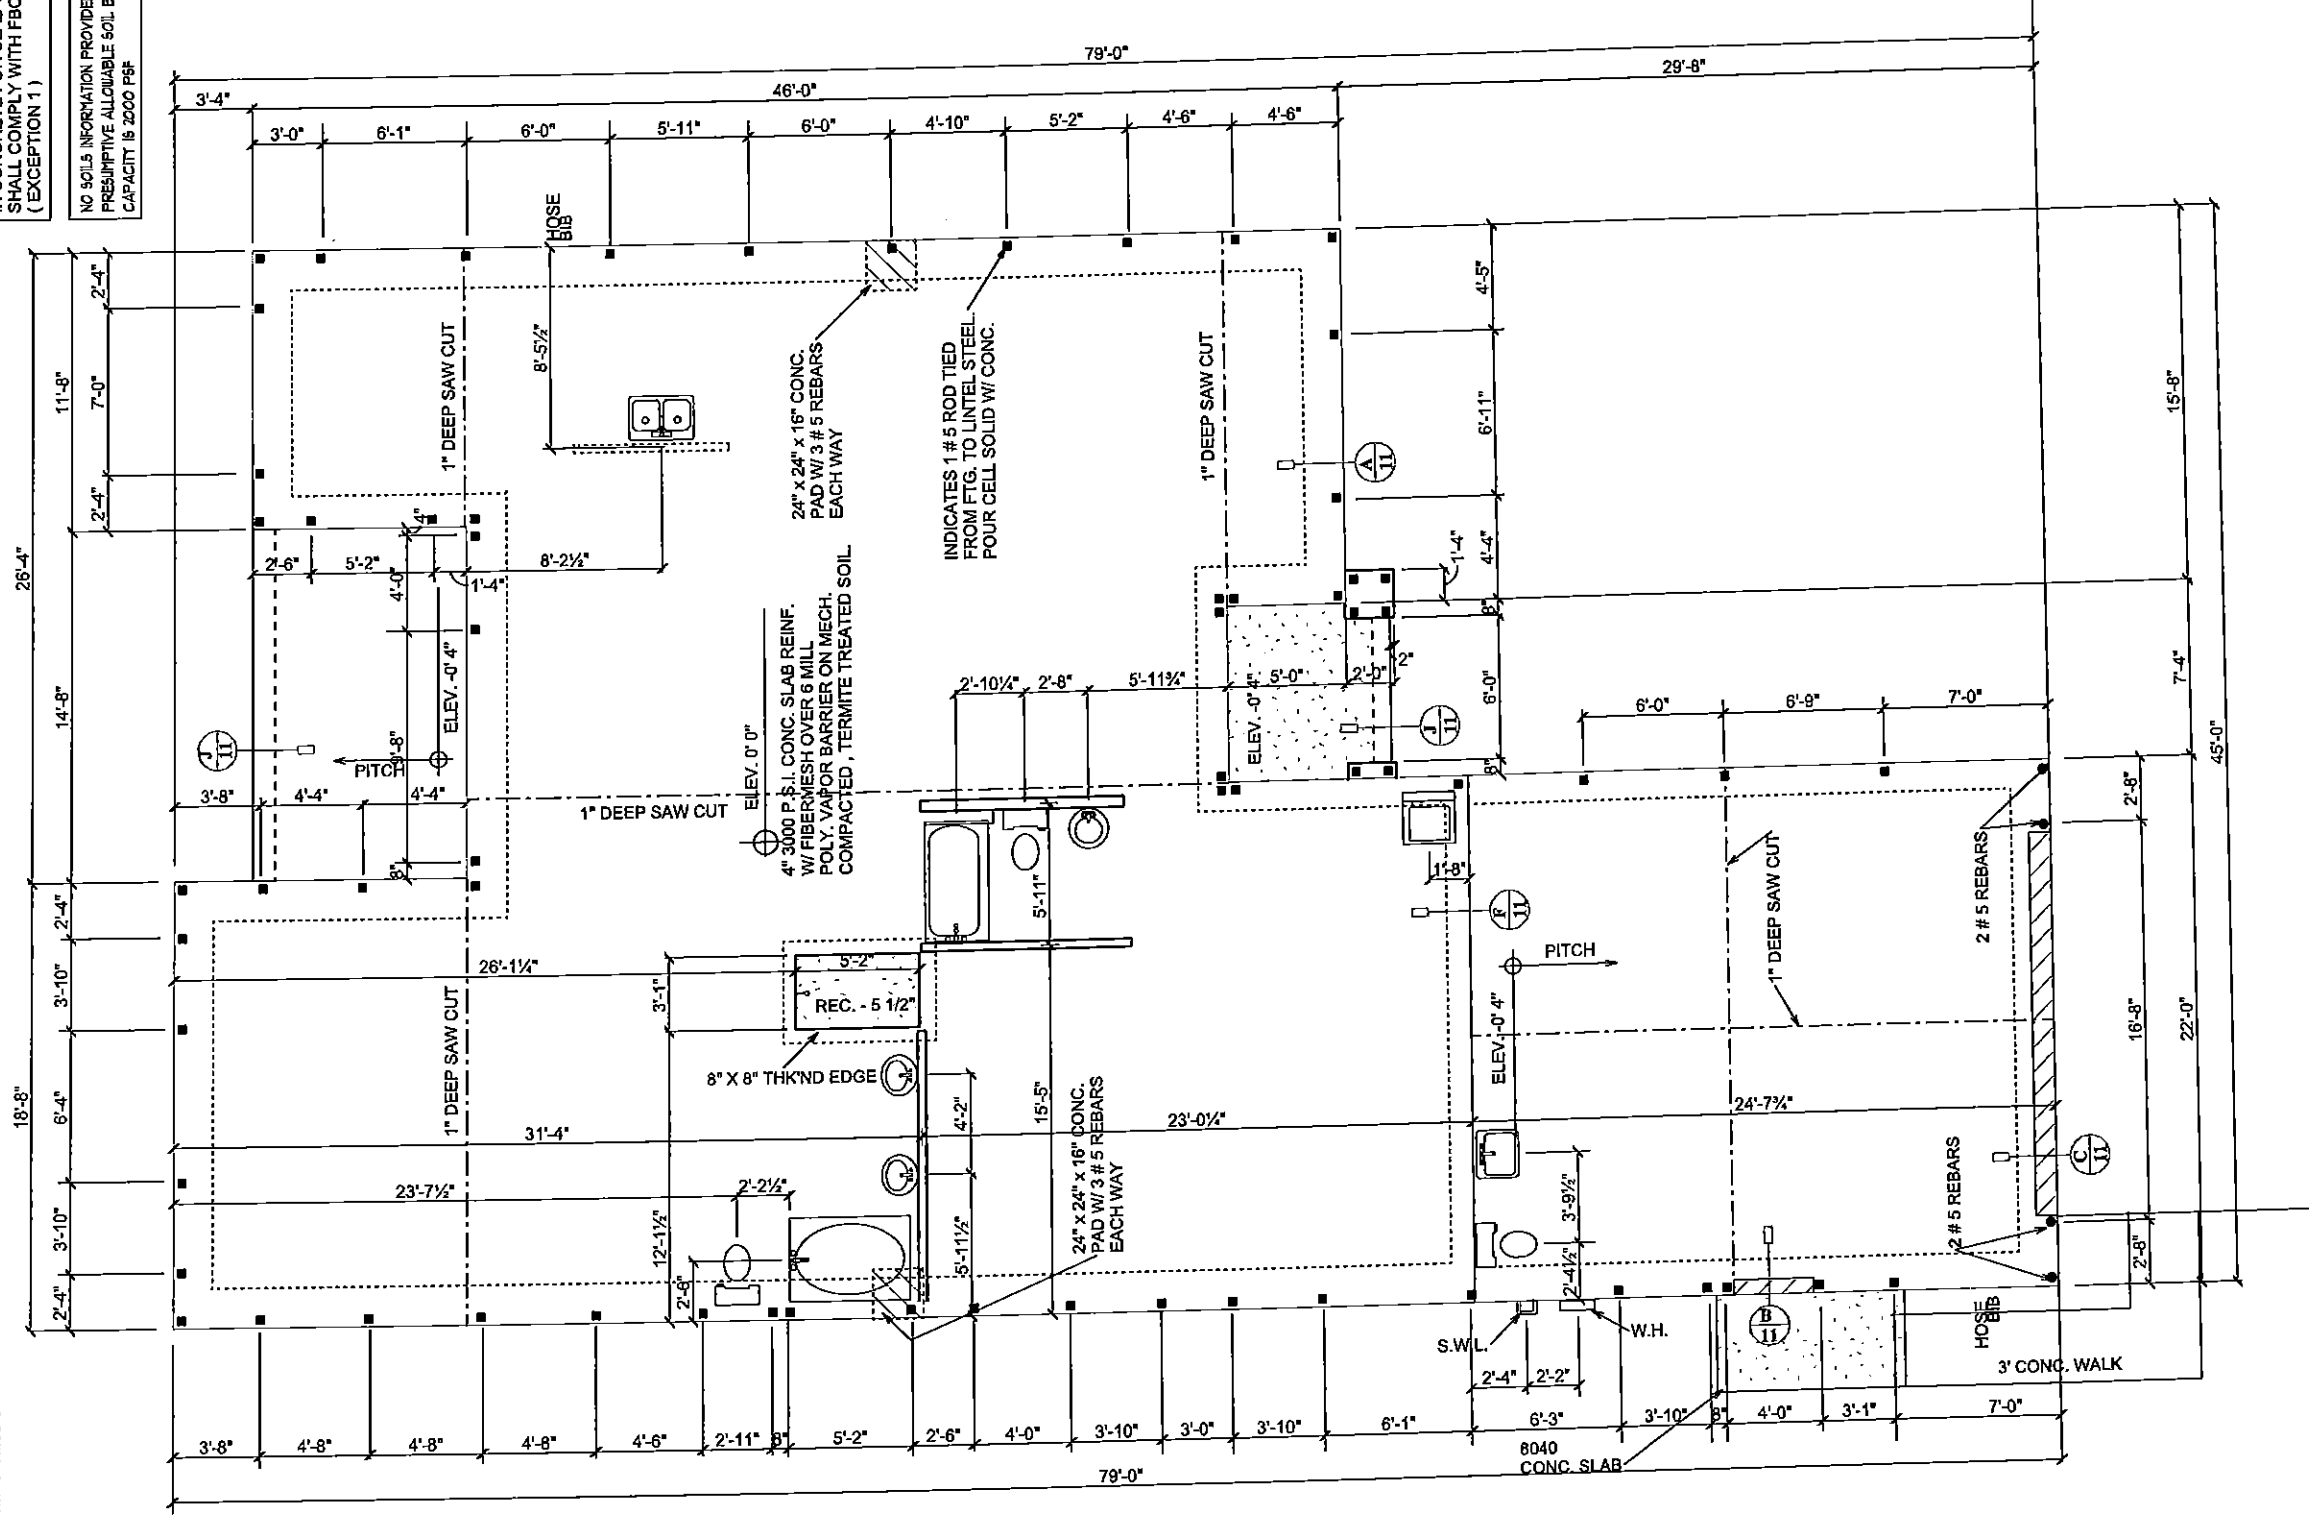 SHALL COMPLY WITH FBC
( EXCEPTION 1 )
NO SOILS INFORMATION PROVIDED
PRESUMPTIVE ALLOWABLE SOIL B
CAPACITY IS 2000 PSF
79'-0"
3'-4"
46'-0"
29'-8"
3'-0"
6'-1"
6'-0"
5'-11"
6'-0"
4'-10"
5'-2"
4'-6"
4'-6"
HOSE
BIB
26'-4"
11'-8"
14'-8"
2'-4"
7'-0"
2'-4"
1" DEEP SAW CUT
8'-5½"
24" x 24" x 16" CONC.
PAD W/ 3 # 5 REBARS
EACH WAY
INDICATES 1 # 5 ROD TIED
FROM FTG. TO LINTEL STEEL.
POUR CELL SOLID W/ CONC.
1" DEEP SAW CUT
A
11
4'-5"
6'-11"
4'-4"
1'-4"
8"
6'-0"
8"
15'-8"
7'-4"
45'-0"
22'-0"
2'-6"
5'-2"
4"
4'-0"
1'-4"
8'-2½"
9'-8"
8"
ELEV. -0' 4"
J
11
PITCH
3'-8"
4'-4"
4'-4"
1" DEEP SAW CUT
ELEV. 0' 0"
4" 3000 P.S.I. CONC. SLAB REINF.
W/ FIBERMESH OVER 6 MILL
POLY. VAPOR BARRIER ON MECH.
COMPACTED , TERMITE TREATED SOIL.
2'-10¼"
2'-8"
5'-11¾"
5'-0"
2'-0"
2"
ELEV. -0' 4"
J
11
6'-0"
6'-9"
7'-0"
2'-8"
16'-8"
2'-8"
2 # 5 REBARS
1" DEEP SAW CUT
1'-8"
F
11
PITCH
ELEV. -0' 4"
5'-11"
15'-5"
18'-8"
2'-4"
3'-10"
6'-4"
3'-10"
2'-4"
26'-1¼"
5'-2"
REC. - 5 1/2"
3'-1"
12'-1½"
8" X 8" THK'ND EDGE
1" DEEP SAW CUT
31'-4"
23'-0¼"
24'-7¾"
23'-7½"
2'-2½"
4'-2"
5'-11½"
2'-6"
24" x 24" x 16" CONC.
PAD W/ 3 # 5 REBARS
EACH WAY
3'-9½"
2'-4½"
2 # 5 REBARS
C
11
B
11
S.W.L.
W.H.
2'-4"
2'-2"
HOSE
BIB
3' CONC. WALK
3'-8"
4'-8"
4'-8"
4'-8"
4'-6"
2'-11"
8"
5'-2"
2'-6"
4'-0"
3'-10"
3'-0"
3'-10"
6'-1"
6'-3"
3'-10"
8"
4'-0"
3'-1"
7'-0"
6040
CONC. SLAB
79'-0"